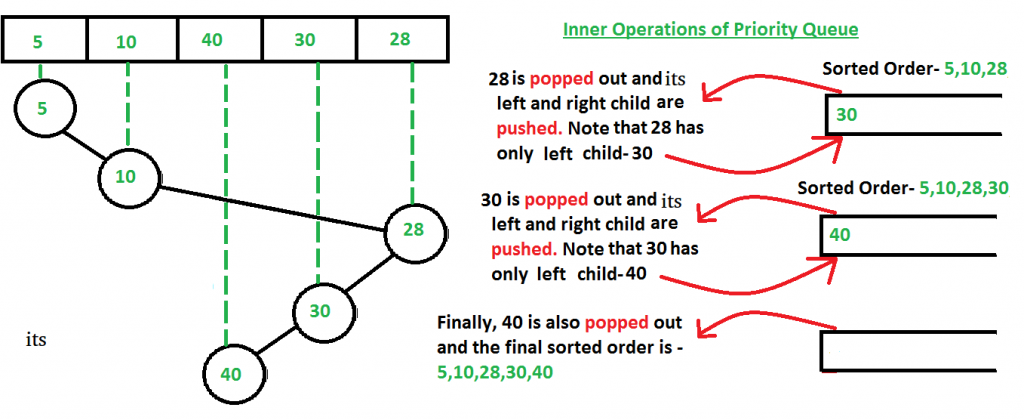 5 10 40 30 28
5
10
28
30
40
its
Inner Operations of Priority Queue
Sorted Order- 5,10,28
28 is popped out and its
left and right child are
pushed. Note that 28 has
only left child-30
30
Sorted Order- 5,10,28,30
30 is popped out and its
left and right child are
pushed. Note that 30 has
only left child-40
40
Finally, 40 is also popped out
and the final sorted order is -
5,10,28,30,40